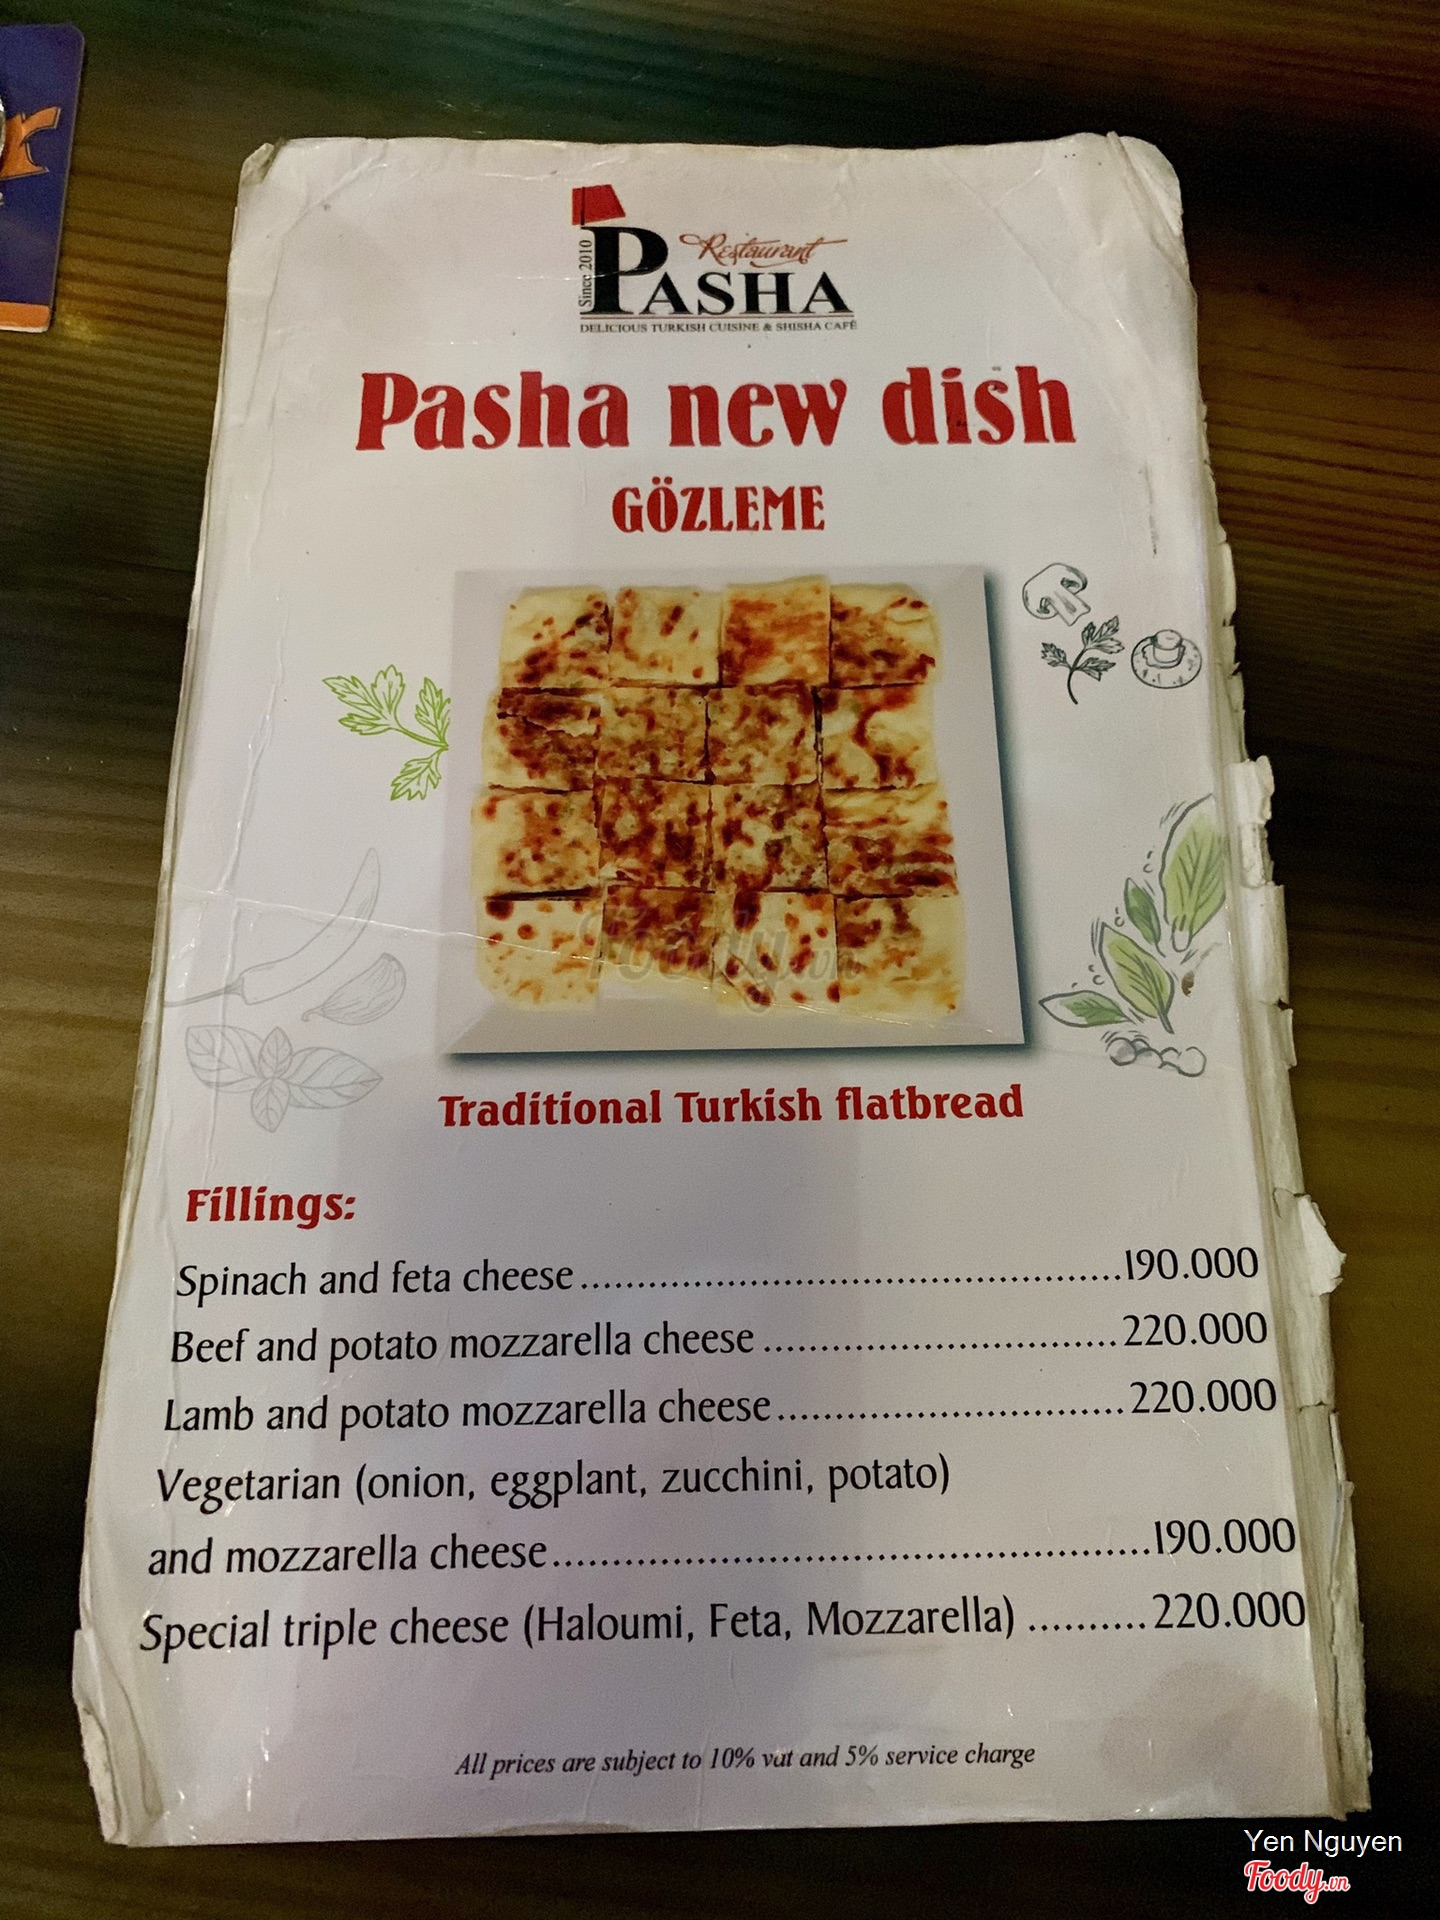 r
Since 2010
Restaurant
PASHA
DELICIOUS TURKISH CUISINE & SHISHA CAFÉ
Pasha new dish
GÖZLEME
Foody.vn
Traditional Turkish flatbread
Fillings:
Spinach and feta cheese.................................................190.000
Beef and potato mozzarella cheese ................................220.000
Lamb and potato mozzarella cheese...............................220.000
Vegetarian (onion, eggplant, zucchini, potato)
and mozzarella cheese......................................................190.000
Special triple cheese (Haloumi, Feta, Mozzarella) ..........220.000
All prices are subject to 10% vat and 5% service charge
Yen Nguyen
Foody.vn